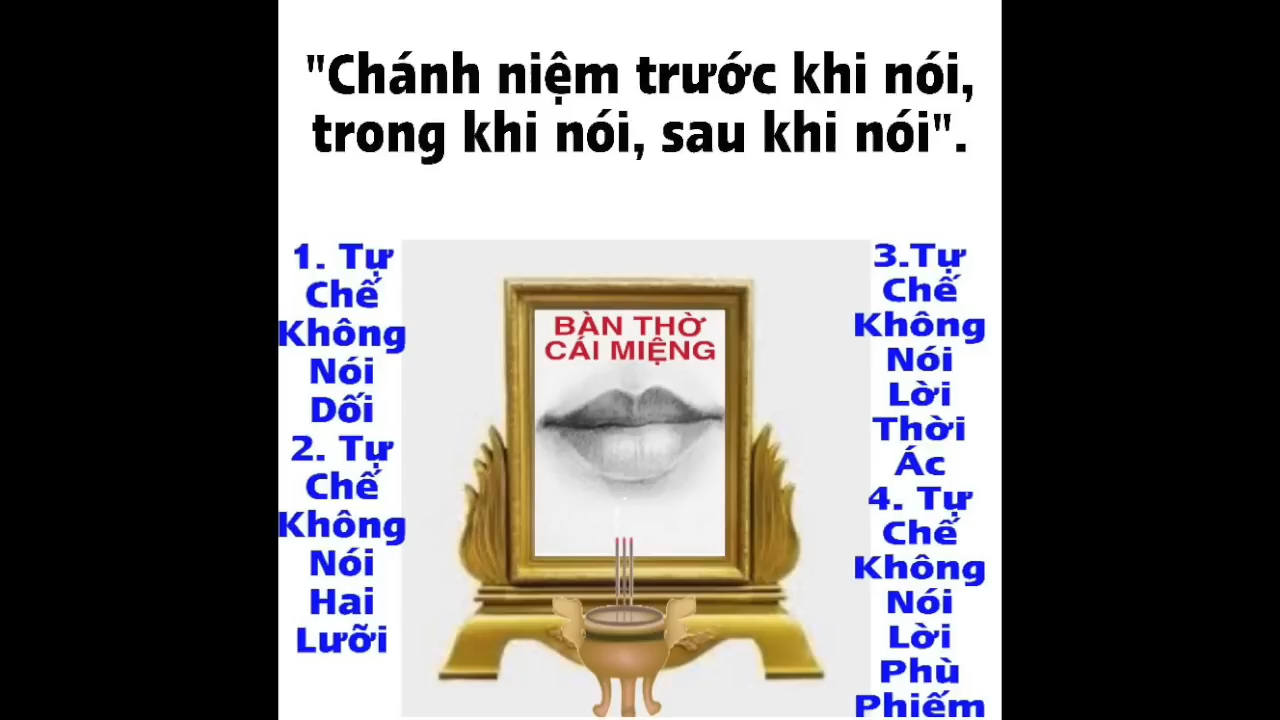 "Chánh niệm trước khi nói,
trong khi nói, sau khi nói".
1. Tự
Chế
Không
Nói
Dối
2. Tự
Chế
Không
Nói
Hai
Lưỡi
BÀN THỜ
CÁI MIỆNG
3.Tự
Chế
Không
Nói
Lời
Thời
Ác
4. Tự
Chế
Không
Nói
Lời
Phù
Phiếm